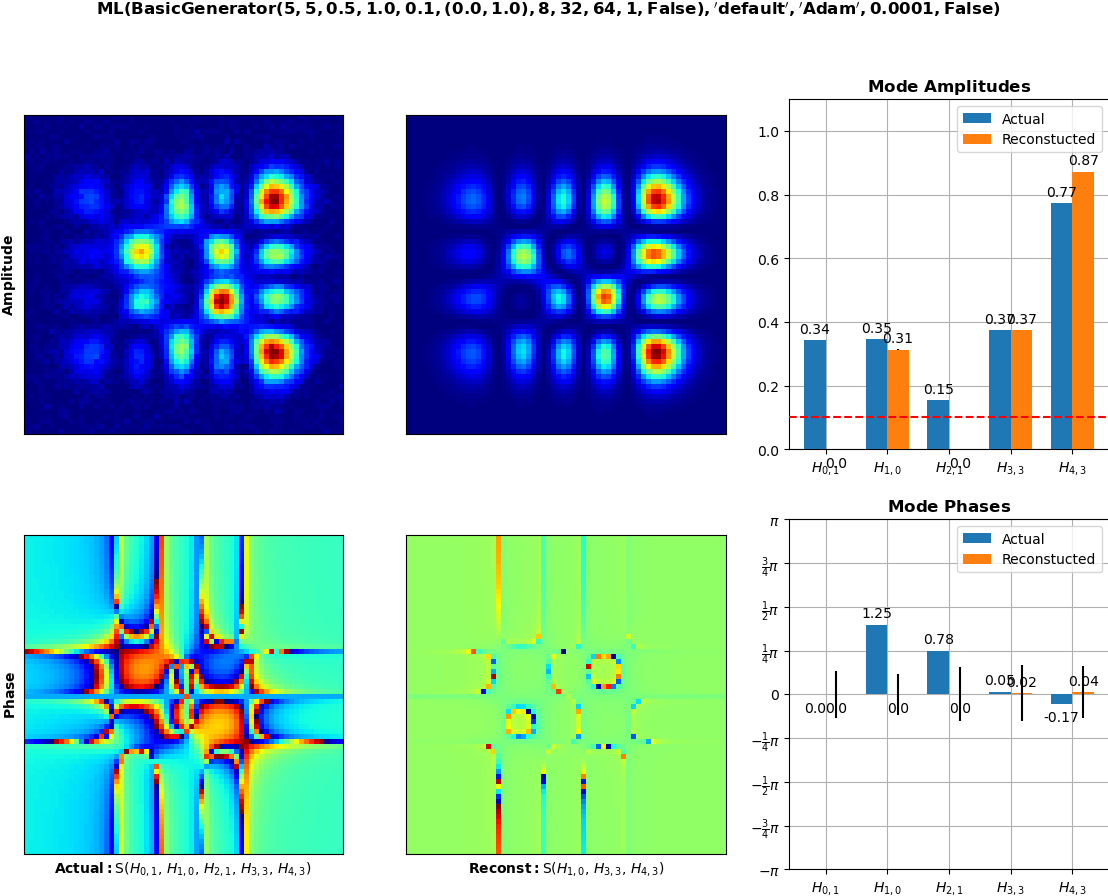 ML(BasicGenerator(5, 5, 0.5, 1.0, 0.1, (0.0, 1.0), 8, 32, 64, 1, False), ′default′, ′Adam′, 0.0001, False)
Amplitude
Mode Amplitudes
Actual
Reconstucted
1.0
0.8
0.6
0.4
0.2
0.0
0.34
0.35
0.15
0.37
0.77
0.0
0.31
0.0
0.37
0.87
H0,1
H1,0
H2,1
H3,3
H4,3
Phase
Actual: S(H0,1, H1,0, H2,1, H3,3, H4,3)
Reconst: S(H1,0, H3,3, H4,3)
Mode Phases
Actual
Reconstucted
π
3/4π
1/2π
1/4π
0
−1/4π
−1/2π
−3/4π
−π
1.25
0.78
0.05
-0.17
0.0
0.0
0.02
0.04
H0,1
H1,0
H2,1
H3,3
H4,3